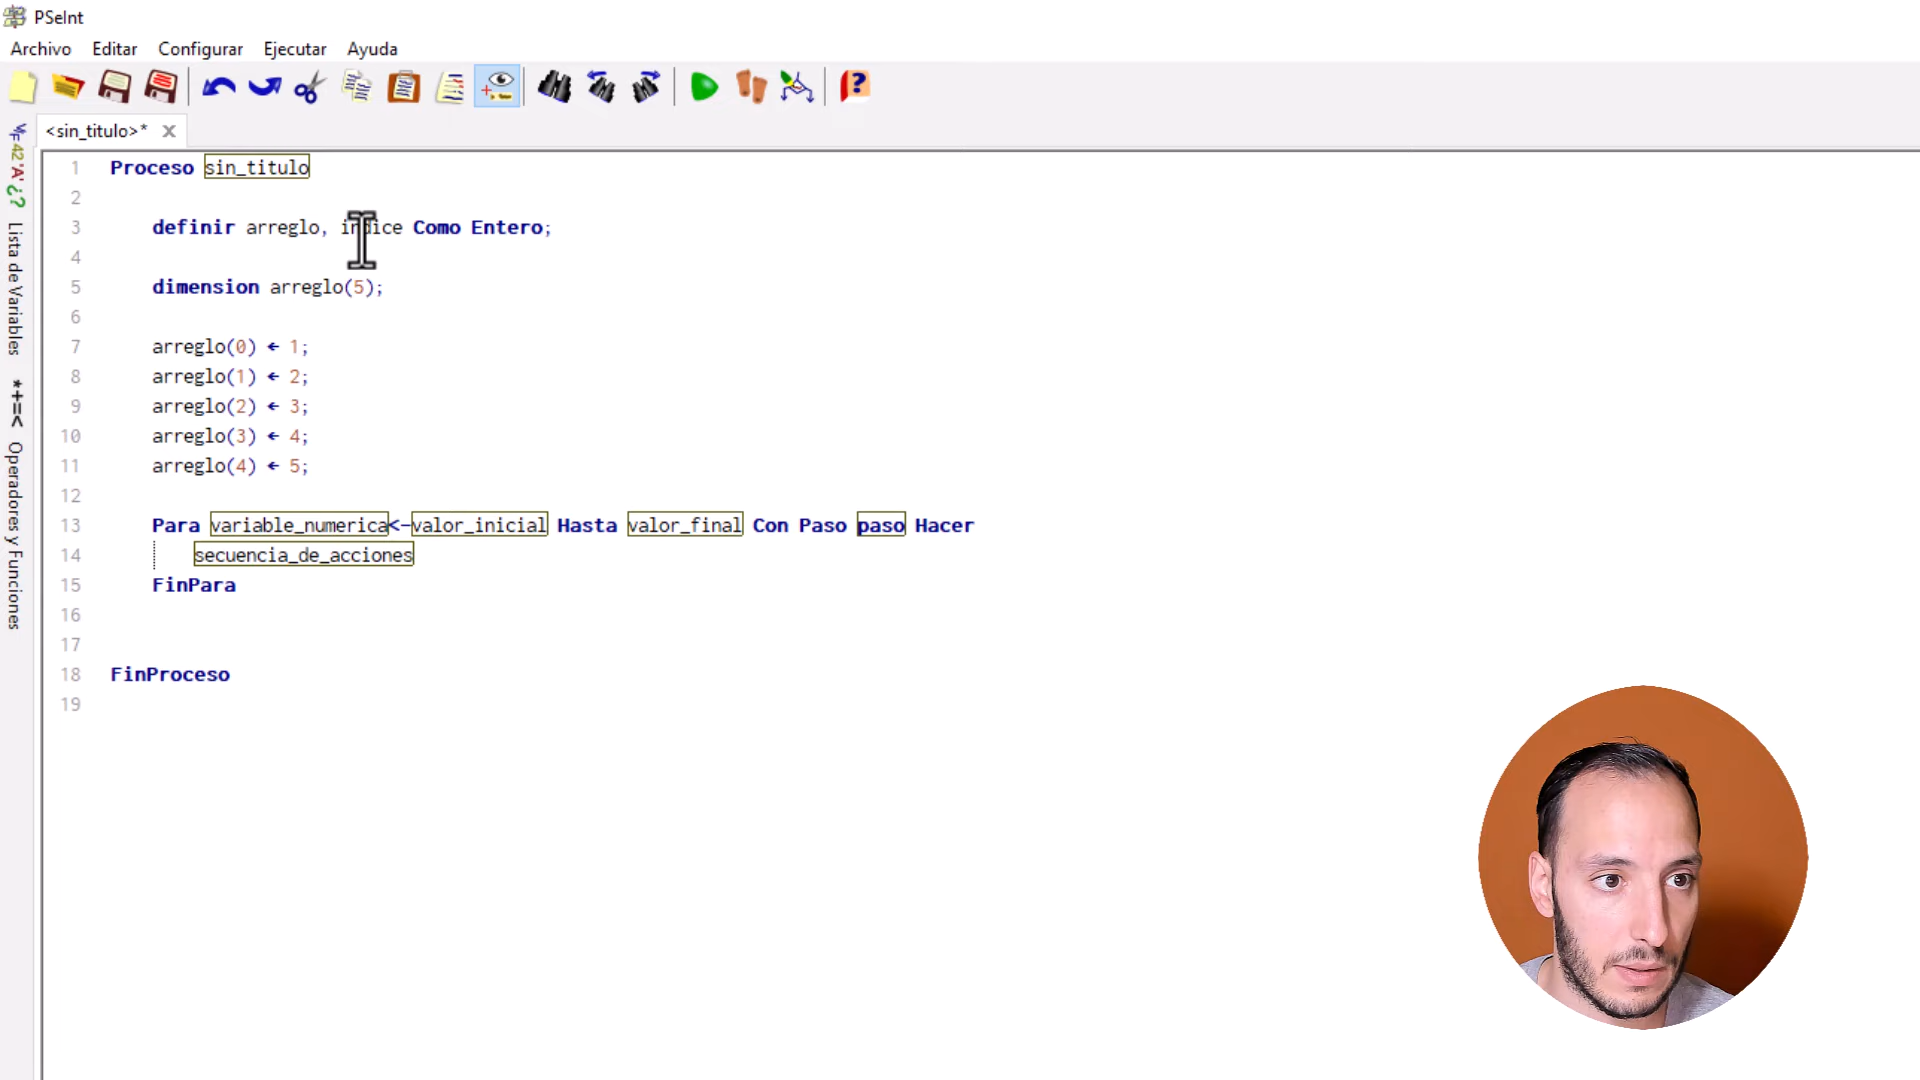 PSeInt
Archivo Editar Configurar Ejecutar Ayuda
<sin_titulo>*
1 Proceso sin_titulo
2
3 definir arreglo, indice Como Entero;
4
5 dimension arreglo(5);
6
7 arreglo(0) ← 1;
8 arreglo(1) ← 2;
9 arreglo(2) ← 3;
10 arreglo(3) ← 4;
11 arreglo(4) ← 5;
12
13 Para variable_numerica<-valor_inicial Hasta valor_final Con Paso paso Hacer
14 secuencia_de_acciones
15 FinPara
16
17
18 FinProceso
19
42 'A' ¿? Lista de Variables
*+=< Operadores y Funciones